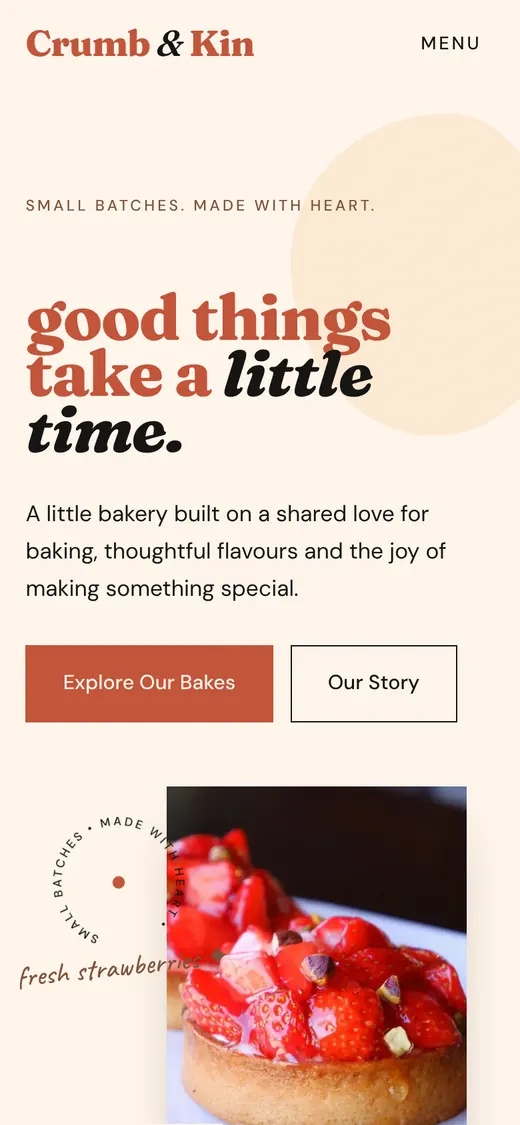 Crumb & Kin
MENU
SMALL BATCHES. MADE WITH HEART.
good things
take a little
time.
A little bakery built on a shared love for
baking, thoughtful flavours and the joy of
making something special.
Explore Our Bakes
Our Story
SMALL BATCHES • MADE WITH HEART •
fresh strawberries